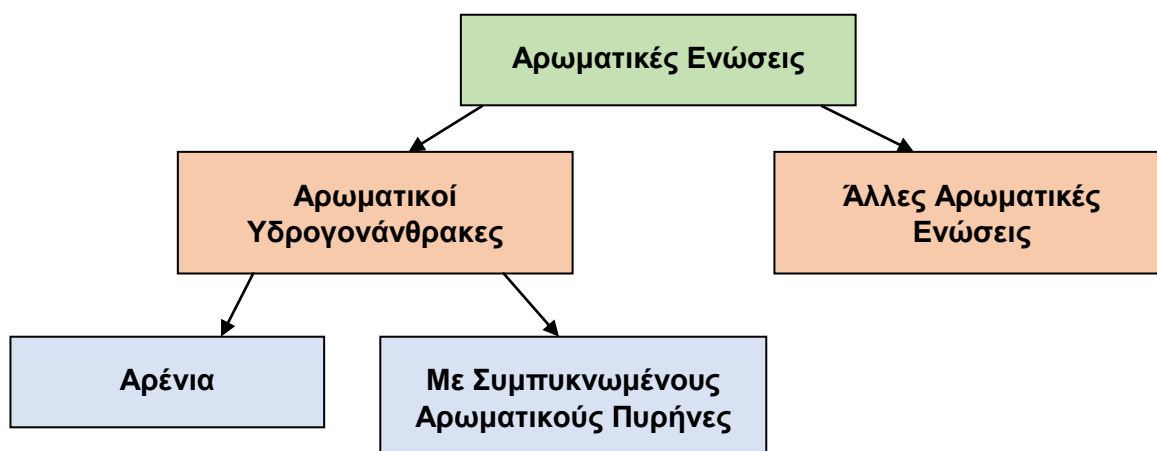 Αρωματικές Ενώσεις
Αρωματικοί
Υδρογονάνθρακες
Άλλες Αρωματικές
Ενώσεις
Αρένια
Με Συμπυκνωμένους
Αρωματικούς Πυρήνες